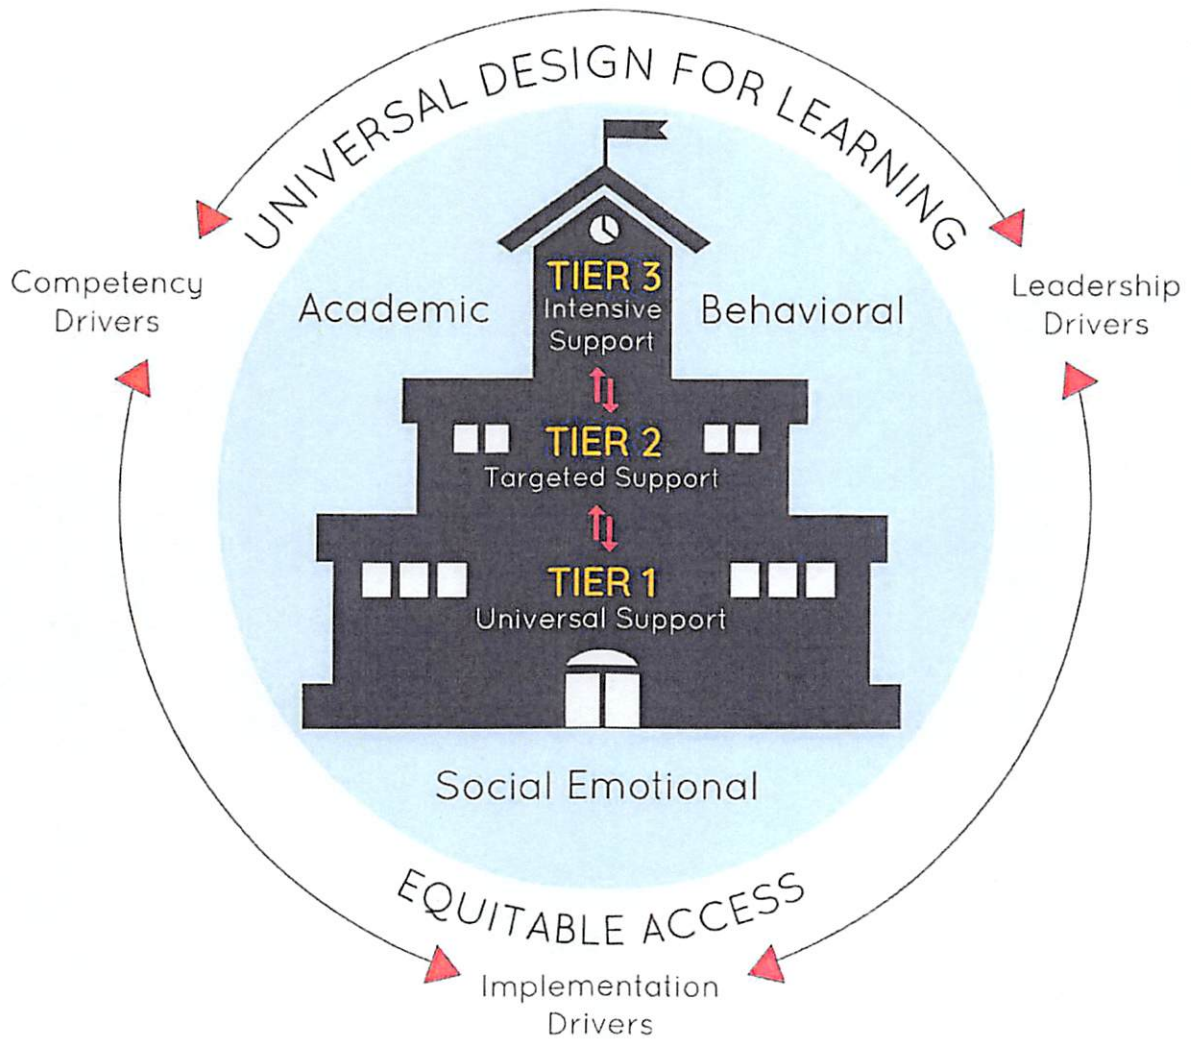 UNIVERSAL DESIGN FOR LEARNING
Competency
Drivers
Leadership
Drivers
Academic
Behavioral
TIER 3
Intensive
Support
TIER 2
Targeted Support
TIER 1
Universal Support
Social Emotional
EQUITABLE ACCESS
Implementation
Drivers